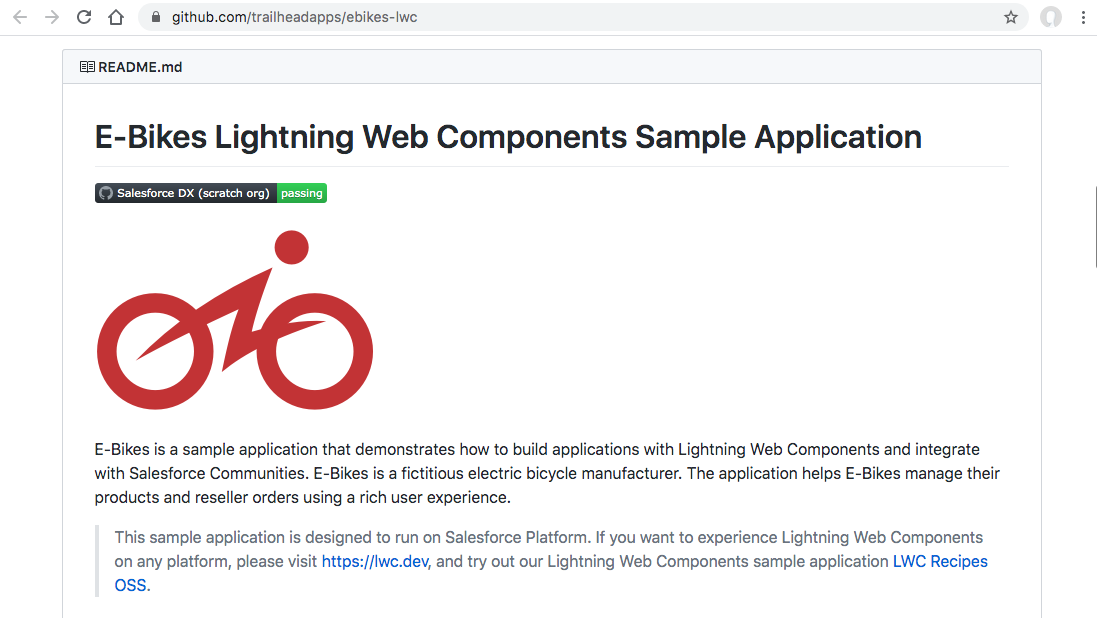 github.com/trailheadapps/ebikes-lwc
README.md
E-Bikes Lightning Web Components Sample Application
Salesforce DX (scratch org) passing
E-Bikes is a sample application that demonstrates how to build applications with Lightning Web Components and integrate
with Salesforce Communities. E-Bikes is a fictitious electric bicycle manufacturer. The application helps E-Bikes manage their
products and reseller orders using a rich user experience.
This sample application is designed to run on Salesforce Platform. If you want to experience Lightning Web Components
on any platform, please visit https://lwc.dev, and try out our Lightning Web Components sample application LWC Recipes
OSS.